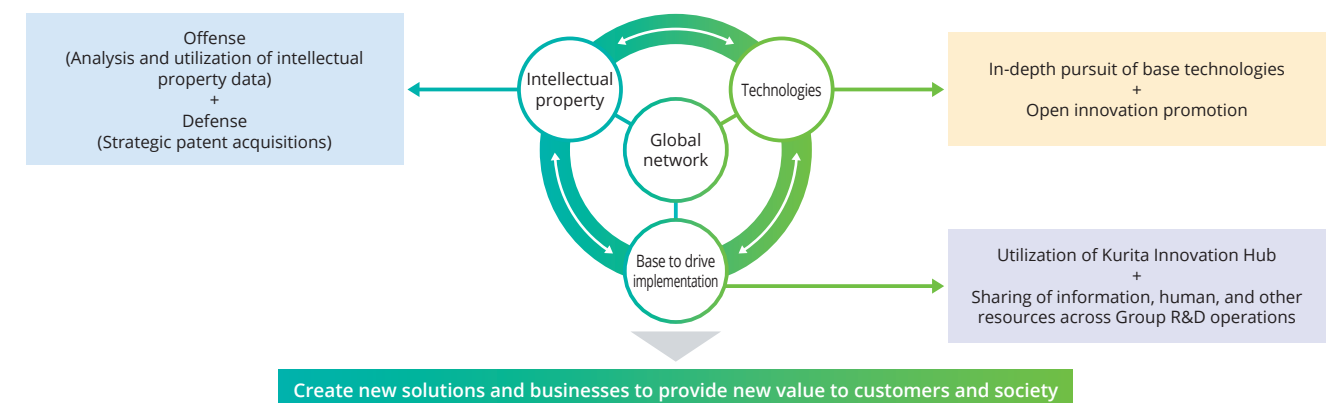 Offense
(Analysis and utilization of intellectual
property data)
+
Defense
(Strategic patent acquisitions)
Intellectual
property
Technologies
Global
network
Base to drive
implementation
In-depth pursuit of base technologies
+
Open innovation promotion
Utilization of Kurita Innovation Hub
+
Sharing of information, human, and other
resources across Group R&D operations
Create new solutions and businesses to provide new value to customers and society